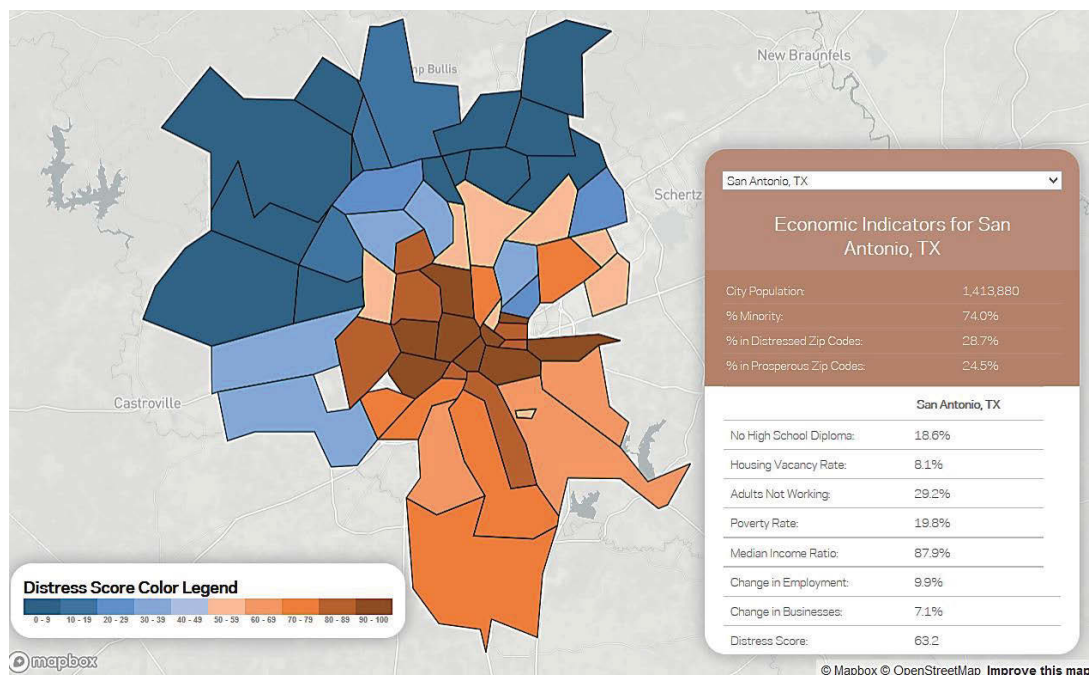 New Braunfels
mp Bullis
Schertz
Castroville
San Antonio, TX
Economic Indicators for San
Antonio, TX
City Population: 1,413,880
% Minority: 74.0%
% in Distressed Zip Codes: 28.7%
% in Prosperous Zip Codes: 24.5%
San Antonio, TX
No High School Diploma: 18.6%
Housing Vacancy Rate: 8.1%
Adults Not Working: 29.2%
Poverty Rate: 19.8%
Median Income Ratio: 87.9%
Change in Employment: 9.9%
Change in Businesses: 7.1%
Distress Score: 63.2
Distress Score Color Legend
0 - 9 10 - 19 20 - 29 30 - 39 40 - 49 50 - 59 60 - 69 70 - 79 80 - 89 90 - 100
mapbox
© Mapbox © OpenStreetMap Improve this map